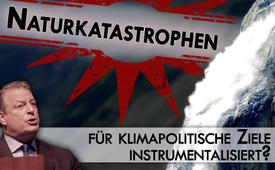 NATURKATASTROPHEN
FÜR KLIMAPOLITISCHE ZIELE
INSTRUMENTALISIERT?